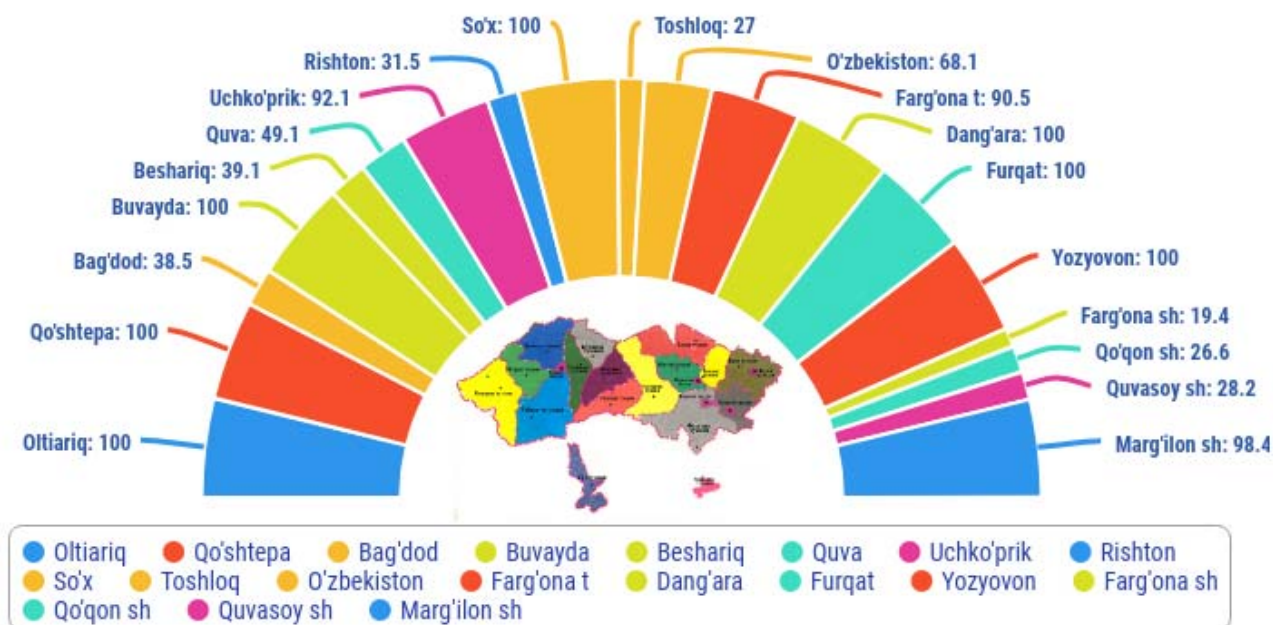 So'x: 100
Toshloq: 27
Rishton: 31.5
O'zbekiston: 68.1
Uchko'prik: 92.1
Farg'ona t: 90.5
Quva: 49.1
Dang'ara: 100
Beshariq: 39.1
Furqat: 100
Buvayda: 100
Bag'dod: 38.5
Yozyovon: 100
Qo'shtepa: 100
Farg'ona sh: 19.4
Qo'qon sh: 26.6
Quvasoy sh: 28.2
Oltiariq: 100
Marg'ilon sh: 98.4
Oltiariq Qo'shtepa Bag'dod Buvayda Beshariq Quva Uchko'prik Rishton
So'x Toshloq O'zbekiston Farg'ona t Dang'ara Furqat Yozyovon Farg'ona sh
Qo'qon sh Quvasoy sh Marg'ilon sh